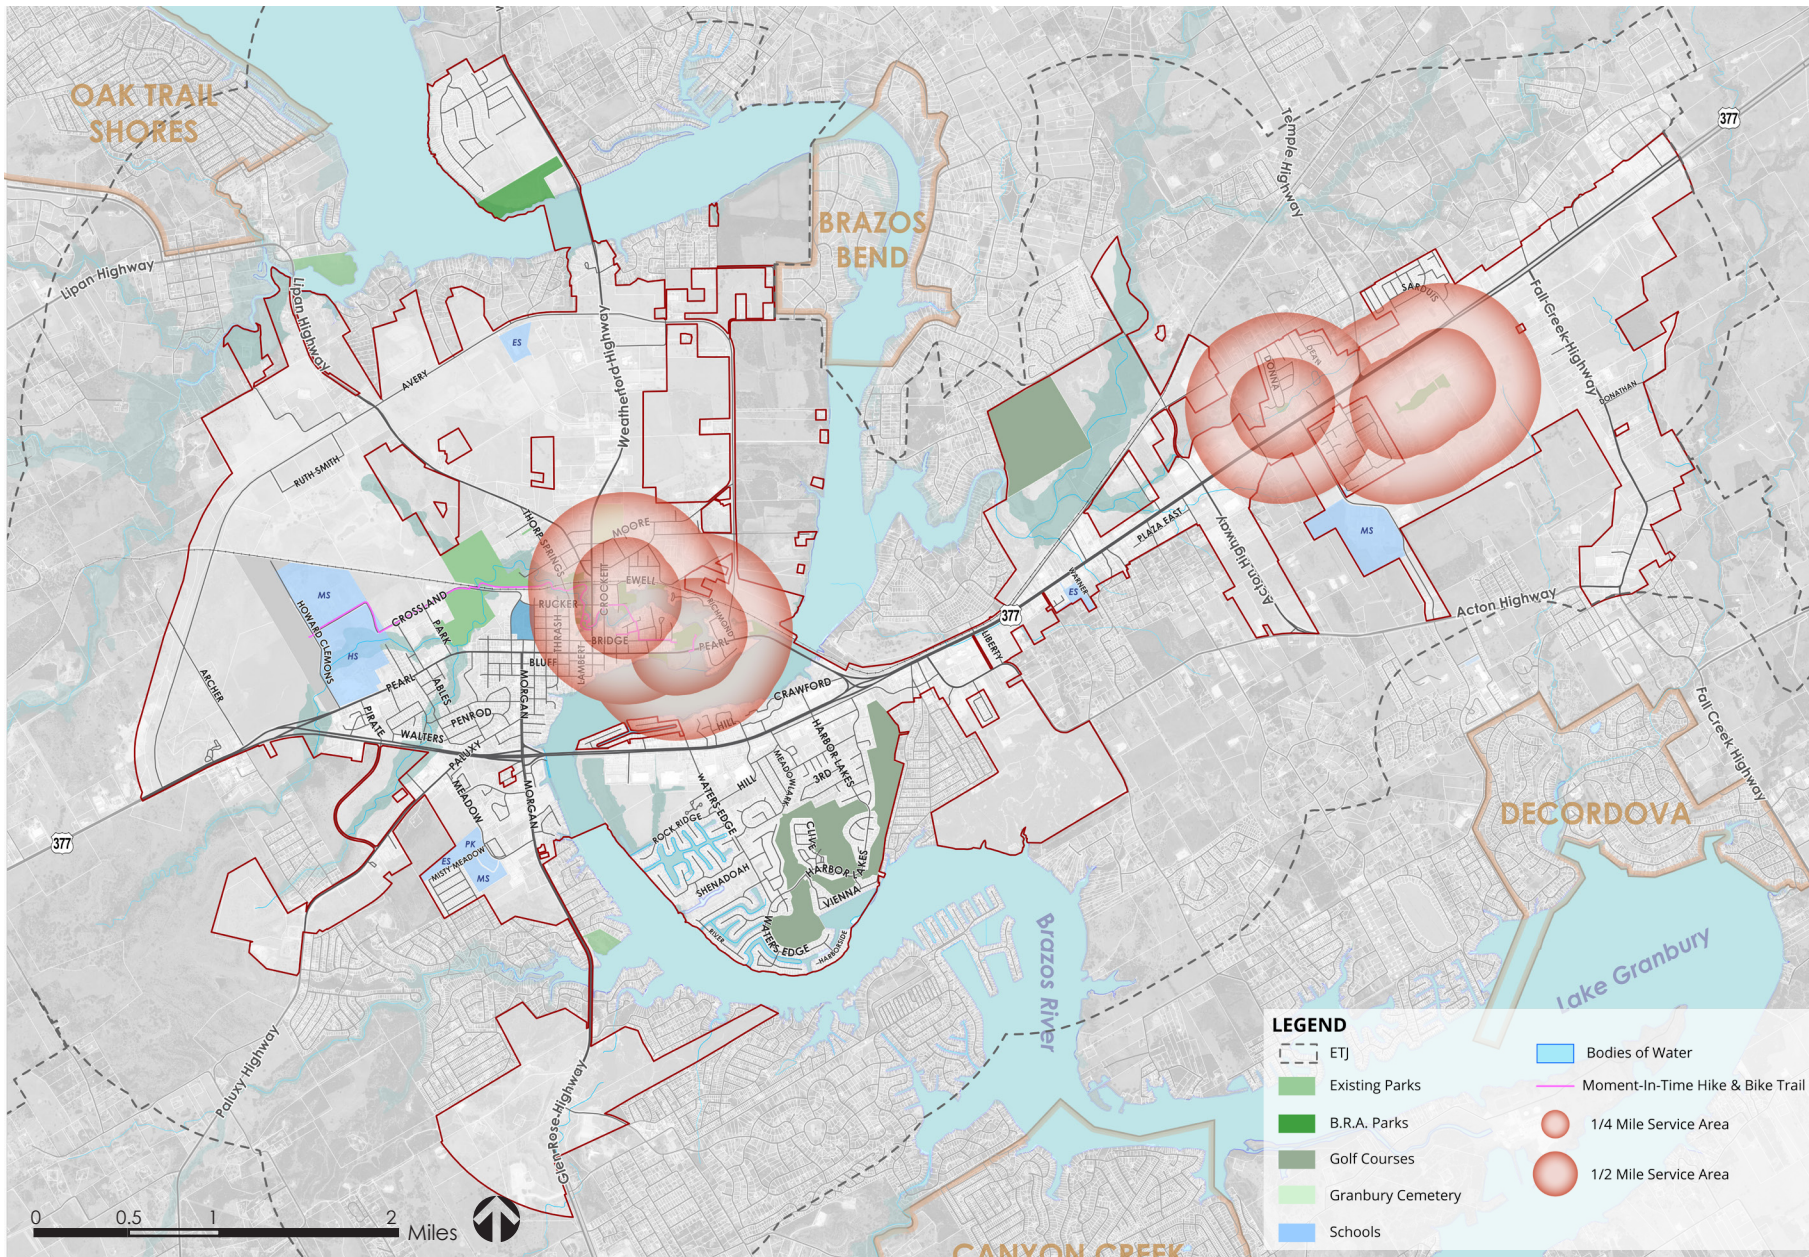 OAK TRAIL
SHORES
BRAZOS
BEND
377
Temple Highway
Lipan Highway
Lipan Highway
Weatherford Highway
SARDUIS
Fall Creek Highway
ES
AVERY
DONNA
DEAN
DONATHAN
RUTH-SMITH
THORP SPRINGS
MOORE
PLAZA EAST
MS
Acton Highway
Acton Highway
EWELL
CROCKETT
MS
HOWARD CLEMONS
CROSSLAND
RUCKER
THRASH
RICHMOND
WARNER
ES
377
PARK
BRIDGE
PEARL
LIBERTY
HS
BLUFF
LAMBERT
ARCHER
PEARL
ABLES
MORGAN
CRAWFORD
Fall Creek Highway
PIRATE
PENROD
WALTERS
HILL
HARBOR LAKES
PALUXY
MEADOW
MORGAN
WATERS EDGE
HILL
MEADOWLARK
3RD
DECORDOVA
377
ROCK RIDGE
CLIVE
PK
ES
MISTY MEADOW
MS
SHENADOAH
HARBOR LAKES
VIENNA
RIVER
WATERS EDGE
HARBORSIDE
Brazos River
Lake Granbury
Paluxy Highway
Glen Rose Highway
CANYON CREEK
LEGEND
ETJ
Existing Parks
B.R.A. Parks
Golf Courses
Granbury Cemetery
Schools
Bodies of Water
Moment-In-Time Hike & Bike Trail
1/4 Mile Service Area
1/2 Mile Service Area
0 0.5 1 2 Miles